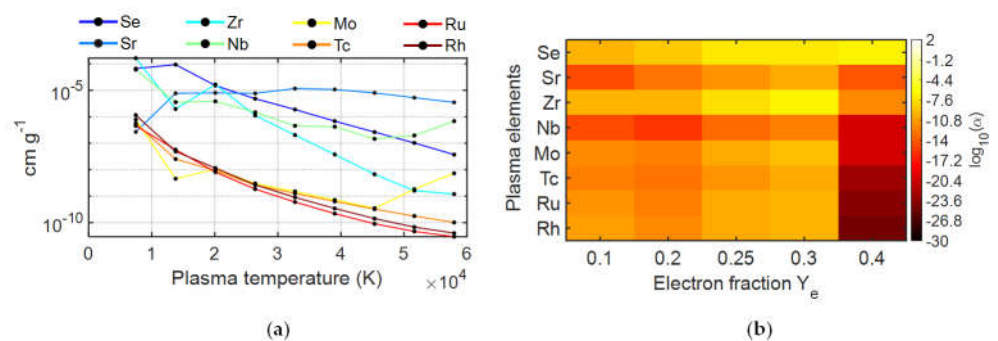 Se Zr Mo Ru
Sr Nb Tc Rh
10^-5
10^-10
cm g^-1
0 1 2 3 4 5 6
×10^4
Plasma temperature (K)
(a)
Plasma elements
Se
Sr
Zr
Nb
Mo
Tc
Ru
Rh
0.1 0.2 0.25 0.3 0.4
Electron fraction Y_e
2
-1.2
-4.4
-7.6
-10.8
-14
-17.2
-20.4
-23.6
-26.8
-30
(b)